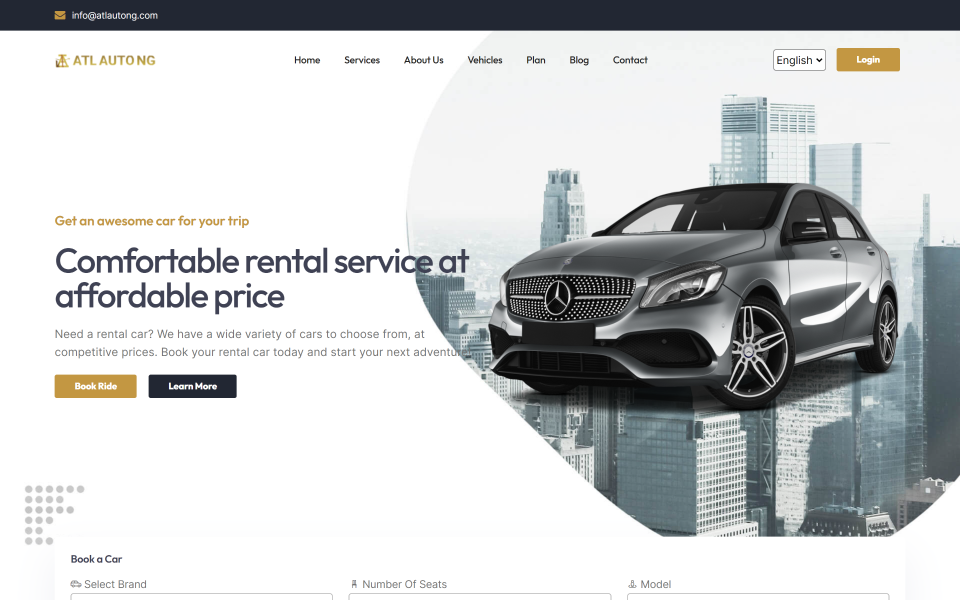 info@atlautong.com
ATL AUTO NG
Home
Services
About Us
Vehicles
Plan
Blog
Contact
English
Login
Get an awesome car for your trip
Comfortable rental service at
affordable price
Need a rental car? We have a wide variety of cars to choose from, at
competitive prices. Book your rental car today and start your next adventure.
Book Ride
Learn More
Book a Car
Select Brand
Number Of Seats
Model